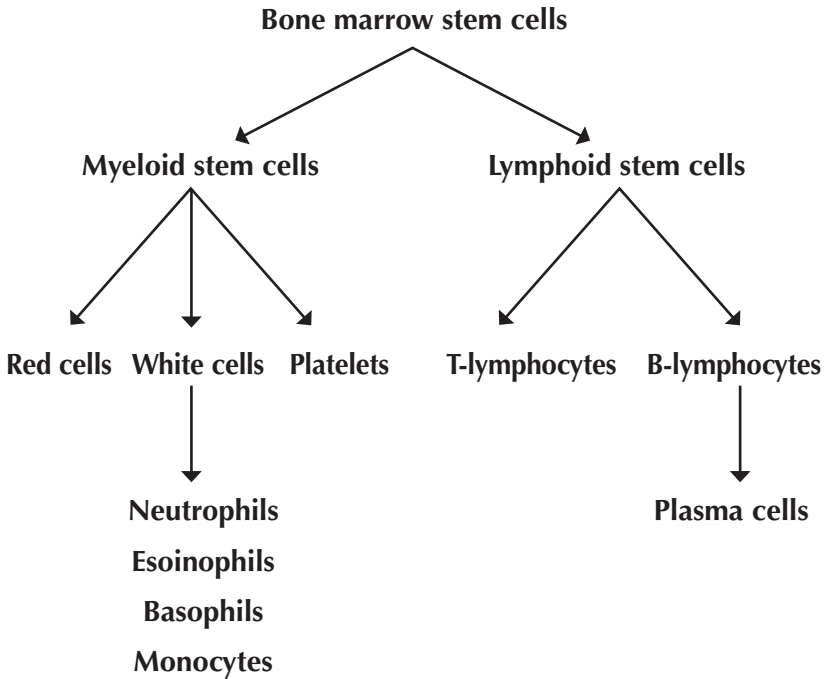 Bone marrow stem cells
Myeloid stem cells Lymphoid stem cells
Red cells White cells Platelets T-lymphocytes B-lymphocytes
Neutrophils Plasma cells
Esoinophils
Basophils
Monocytes